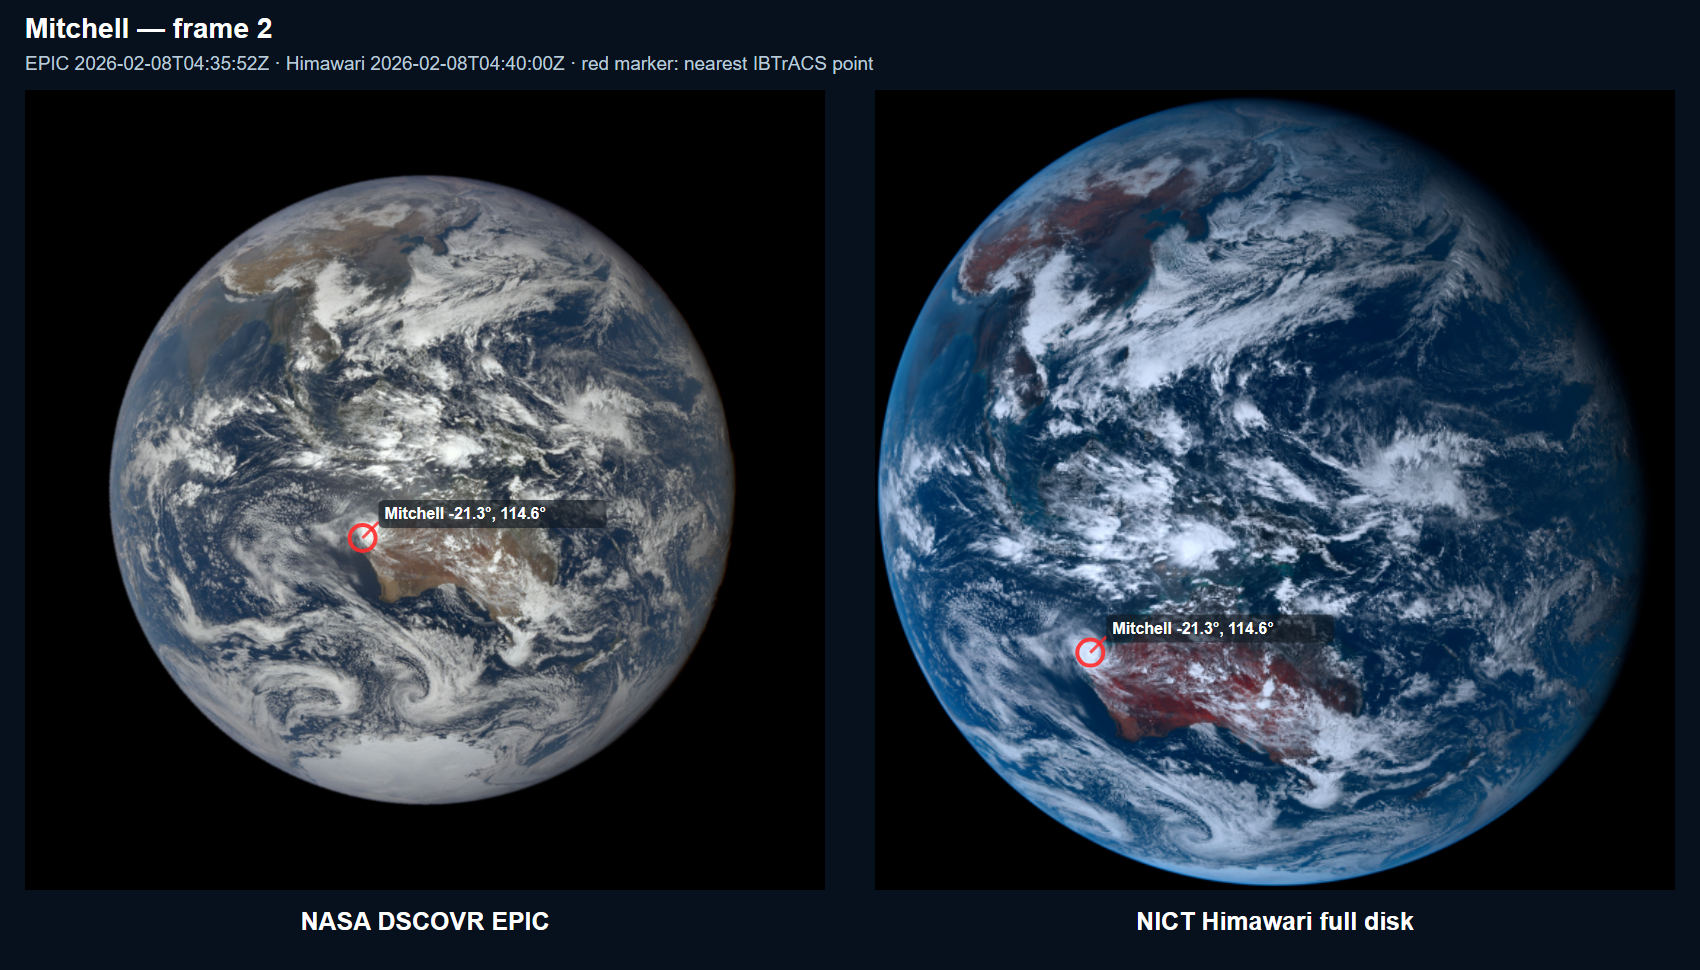 Mitchell — frame 2
EPIC 2026-02-08T04:35:52Z · Himawari 2026-02-08T04:40:00Z · red marker: nearest IBTrACS point
Mitchell -21.3°, 114.6°
Mitchell -21.3°, 114.6°
NASA DSCOVR EPIC
NICT Himawari full disk